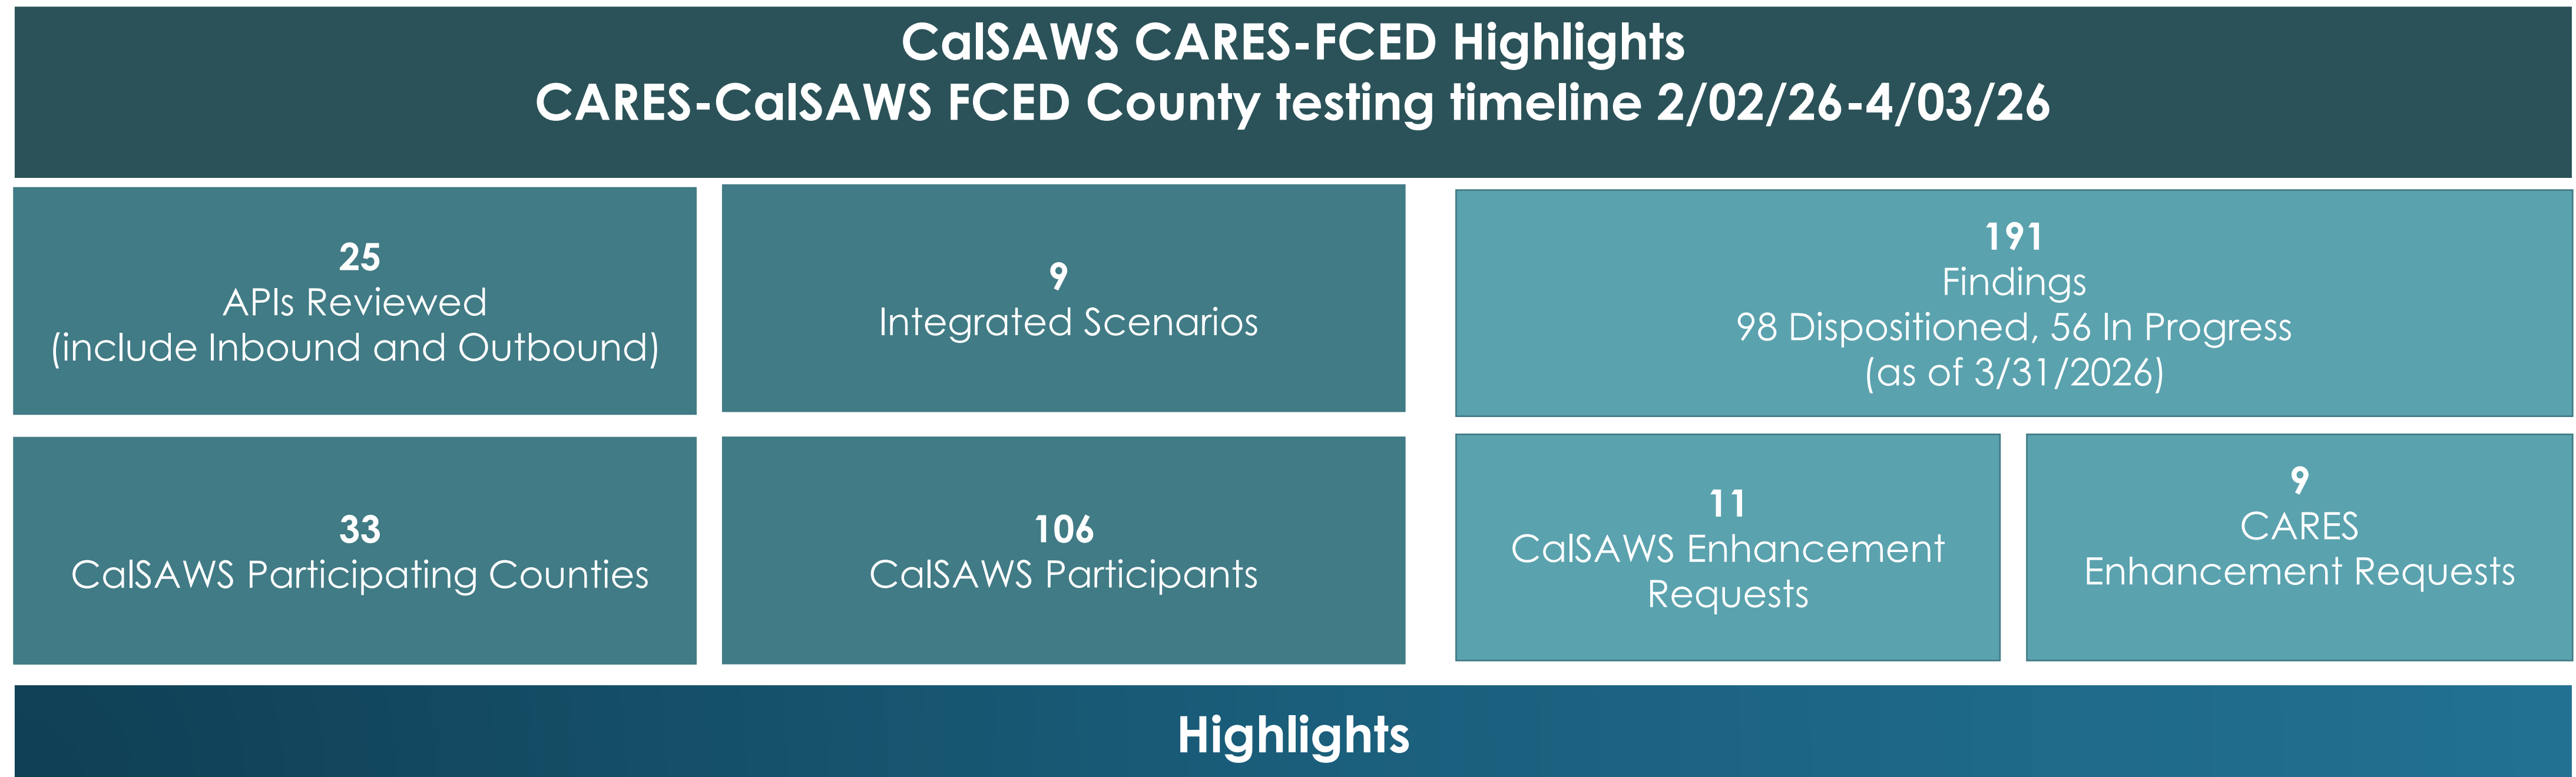 CalSAWS CARES-FCED Highlights
CARES-CalSAWS FCED County testing timeline 2/02/26-4/03/26
25
APIs Reviewed
(include Inbound and Outbound)
9
Integrated Scenarios
191
Findings
98 Dispositioned, 56 In Progress
(as of 3/31/2026)
33
CalSAWS Participating Counties
106
CalSAWS Participants
11
CalSAWS Enhancement
Requests
9
CARES
Enhancement Requests
Highlights